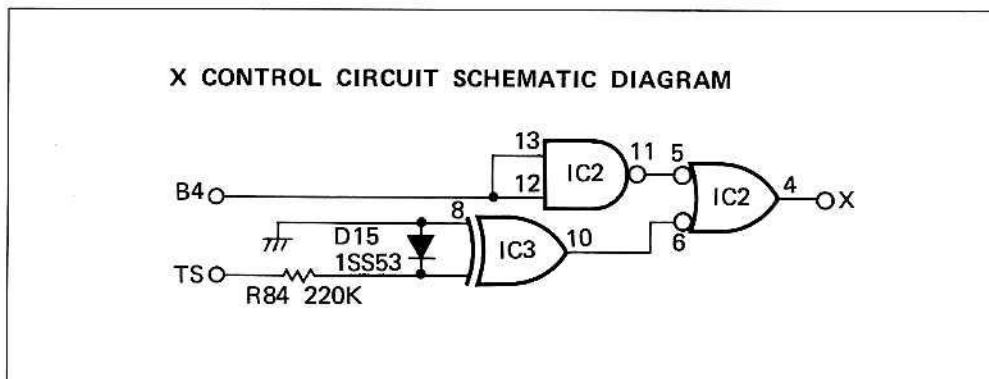 X CONTROL CIRCUIT SCHEMATIC DIAGRAM
13
11 5
IC2
B4
12
IC2
4
X
8
6
D15
IC3
10
1SS53
TS
R84 220K